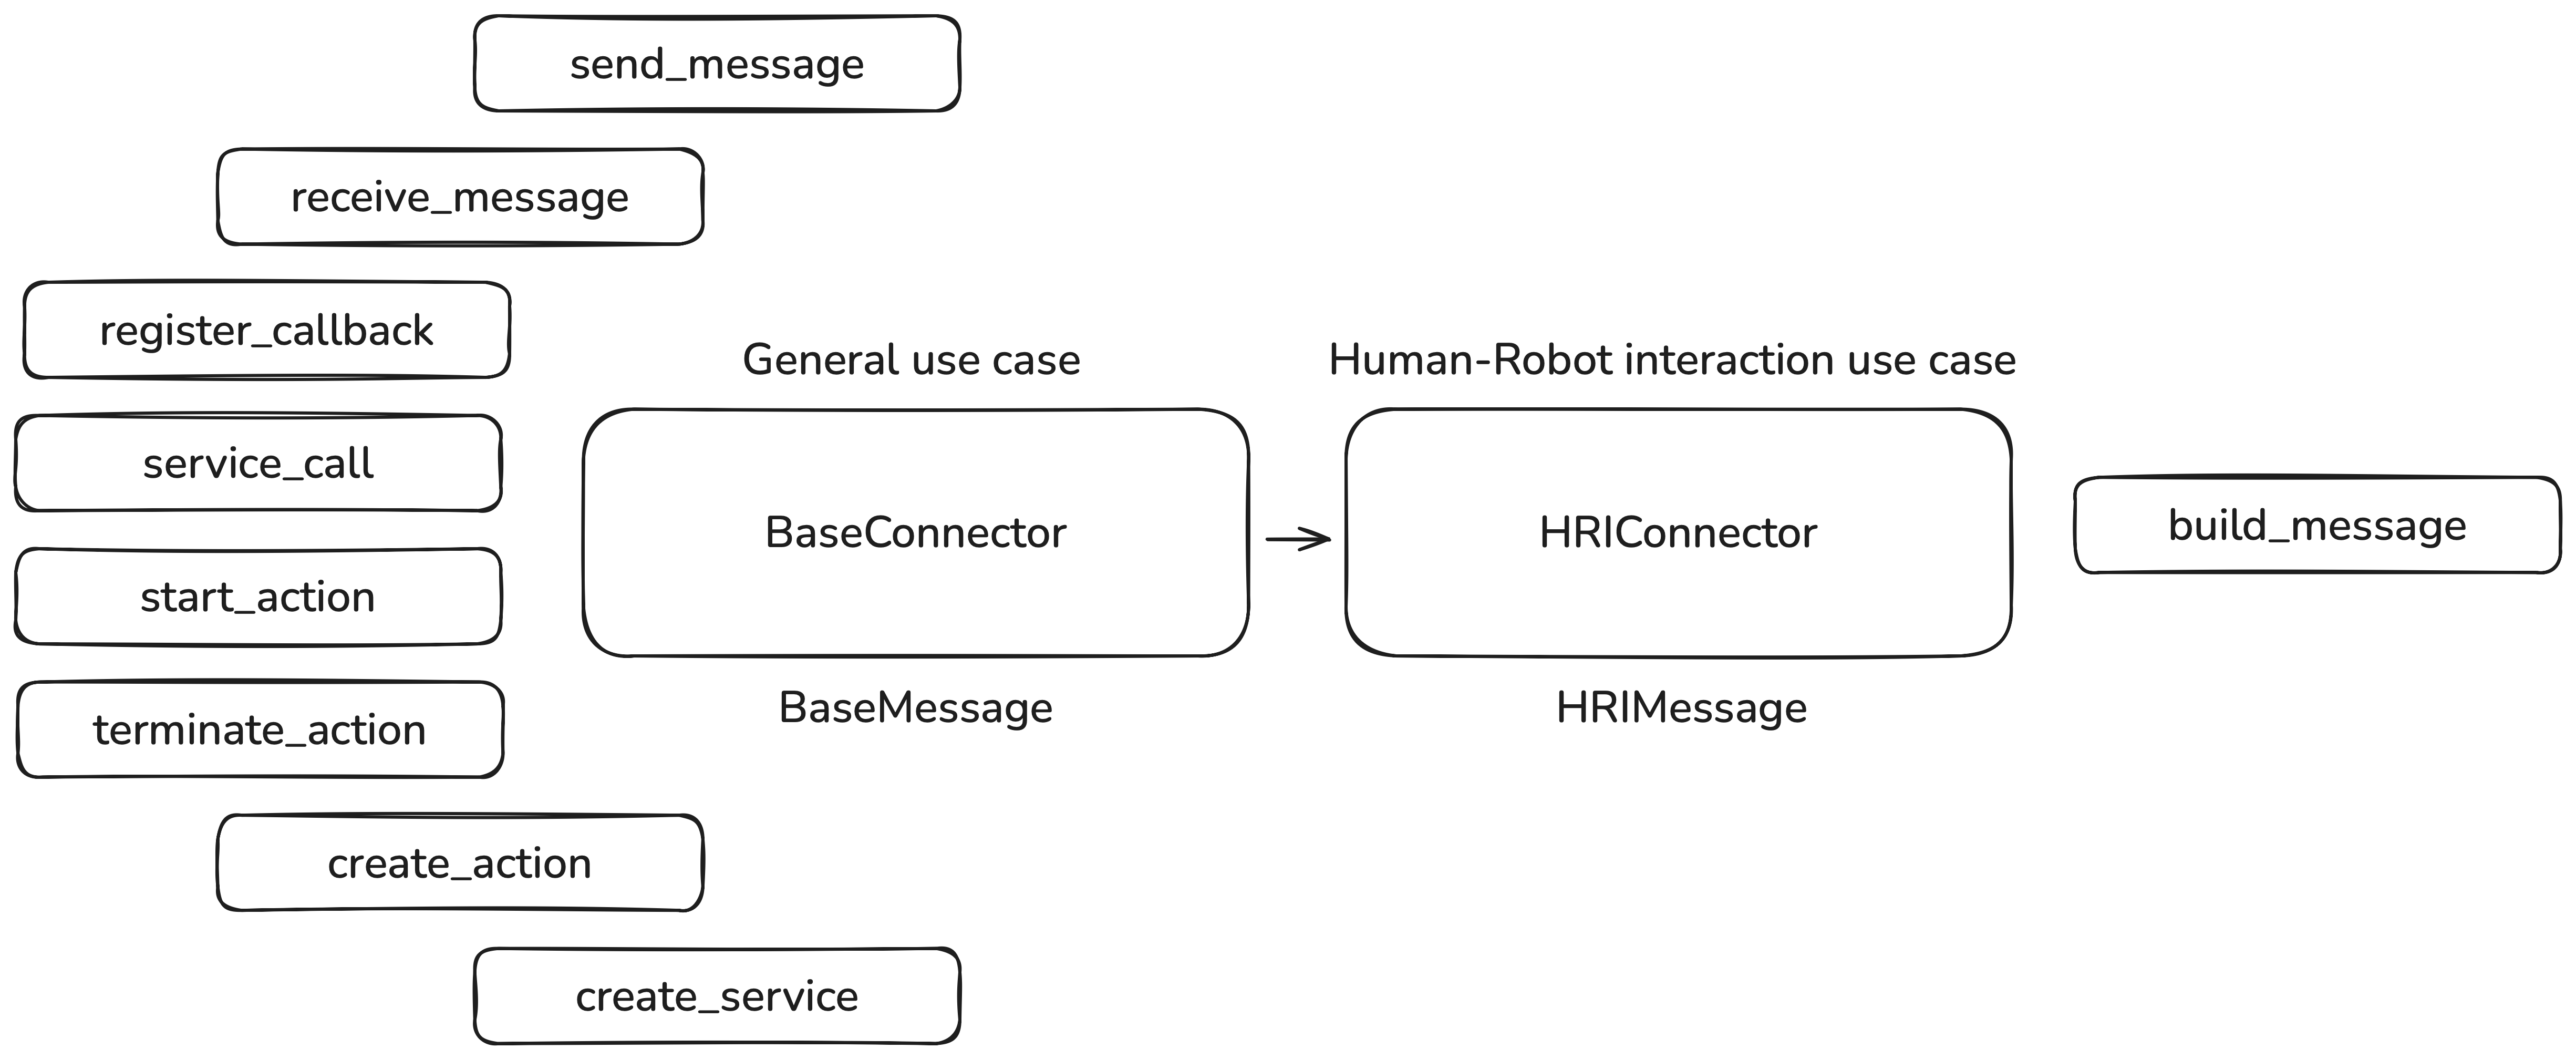 send_message
receive_message
register_callback
service_call
start_action
terminate_action
create_action
create_service
General use case
BaseConnector
BaseMessage
Human-Robot interaction use case
HRIConnector
HRIMessage
build_message